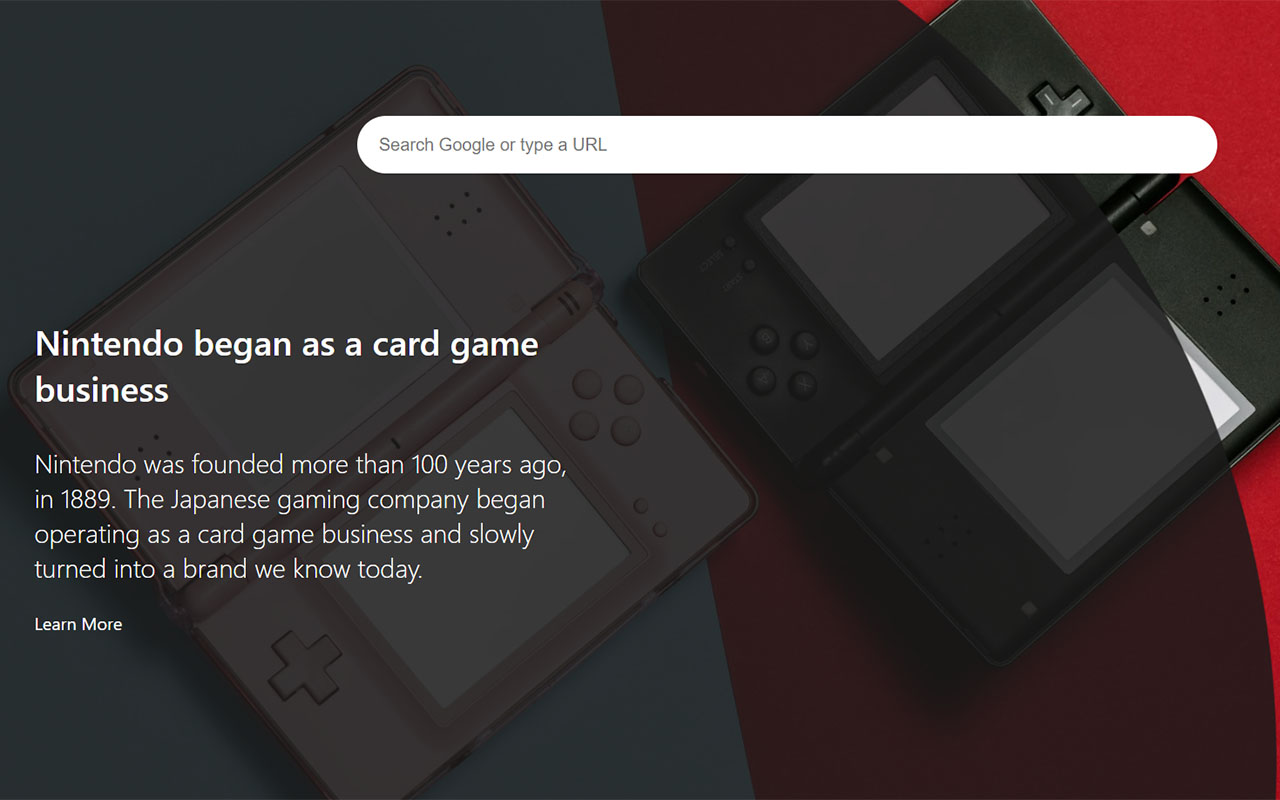 Search Google or type a URL
Nintendo began as a card game
business
Nintendo was founded more than 100 years ago,
in 1889. The Japanese gaming company began
operating as a card game business and slowly
turned into a brand we know today.
Learn More
SELECT
START
B
Y
A
X